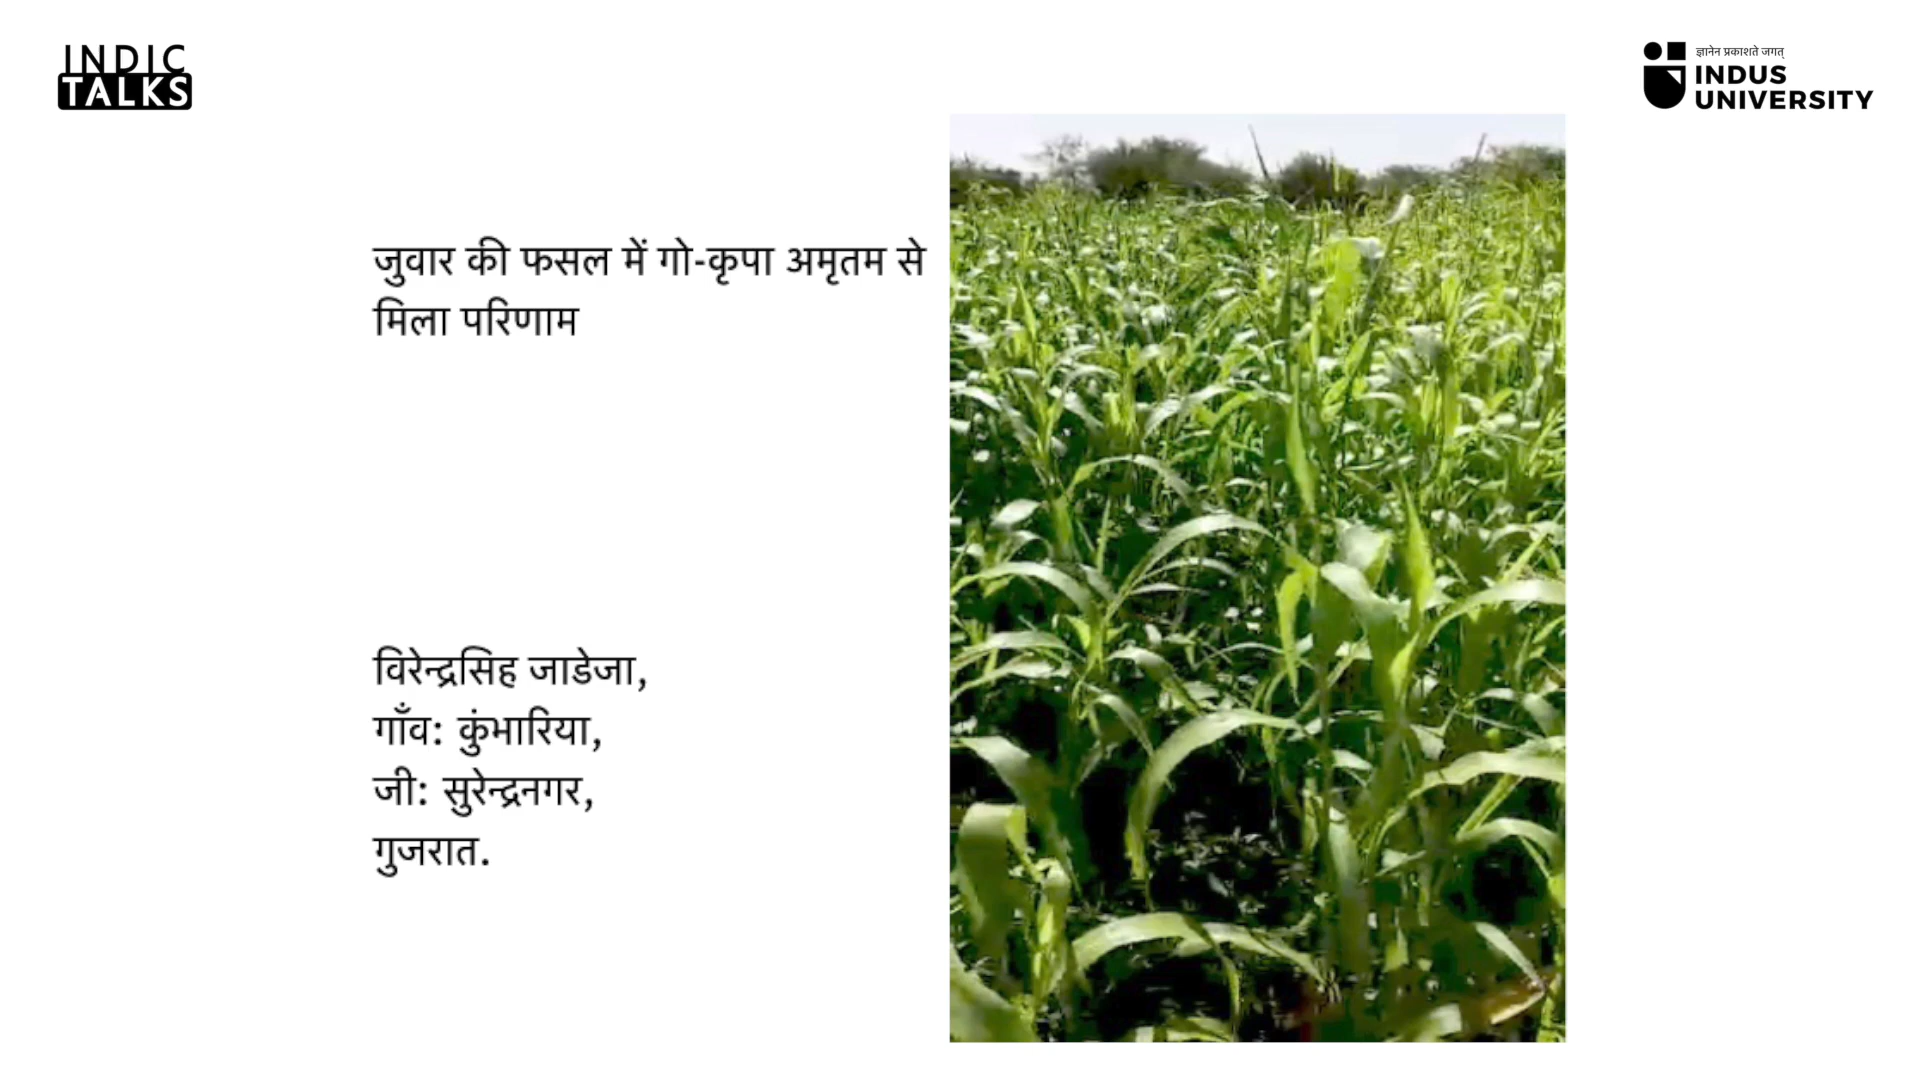 INDIC
TALKS
ज्ञानेन प्रकाशते जगत्
INDUS
UNIVERSITY
जुवार की फसल में गो-कृपा अमृतम से
मिला परिणाम
विरेन्द्रसिह जाडेजा,
गाँव: कुंभारिया,
जी: सुरेन्द्रनगर,
गुजरात.